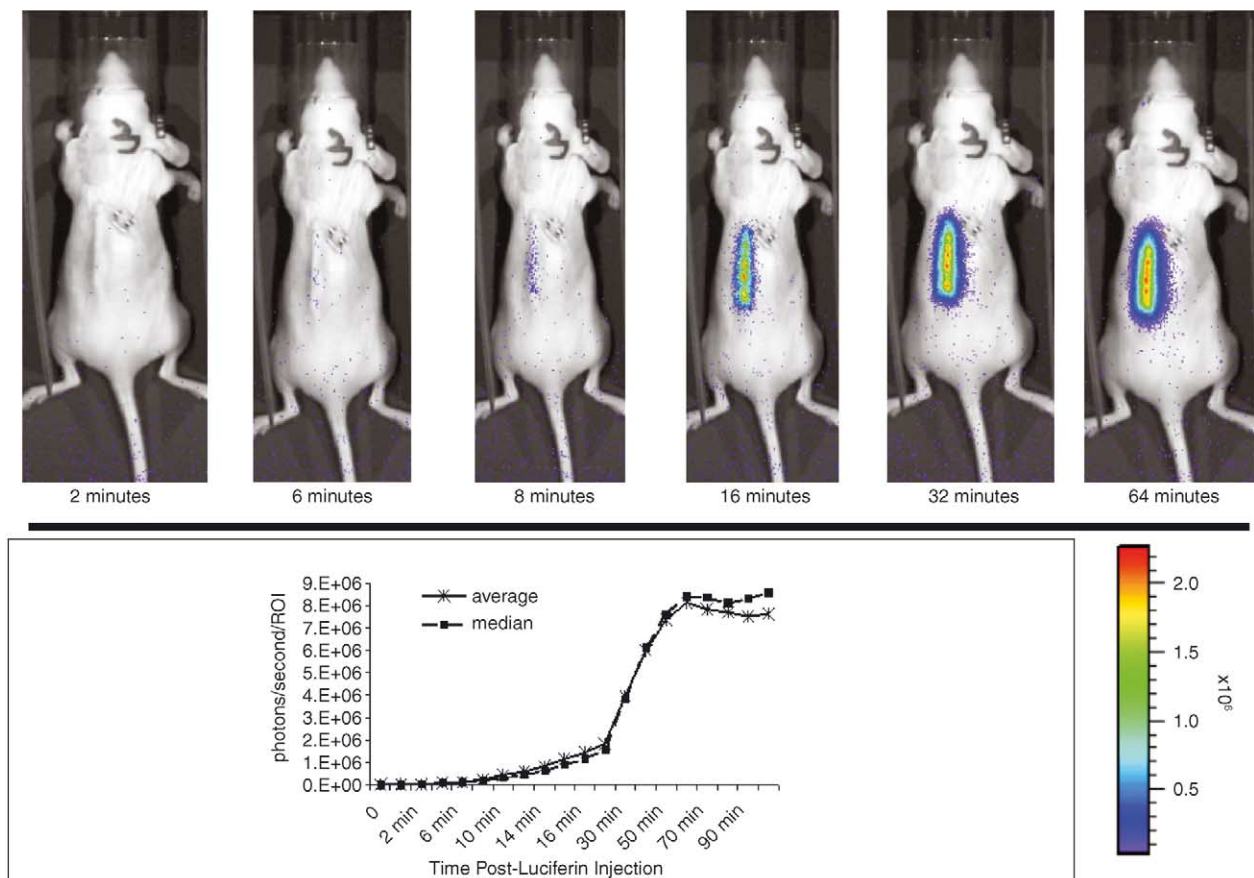 2 minutes
6 minutes
8 minutes
16 minutes
32 minutes
64 minutes
9.E+06
8.E+06
7.E+06
6.E+06
5.E+06
4.E+06
3.E+06
2.E+06
1.E+06
0.E+00
photons/second/ROI
average
median
0
2 min
6 min
10 min
14 min
16 min
30 min
50 min
70 min
90 min
Time Post-Luciferin Injection
2.0
1.5
1.0
0.5
x10⁶